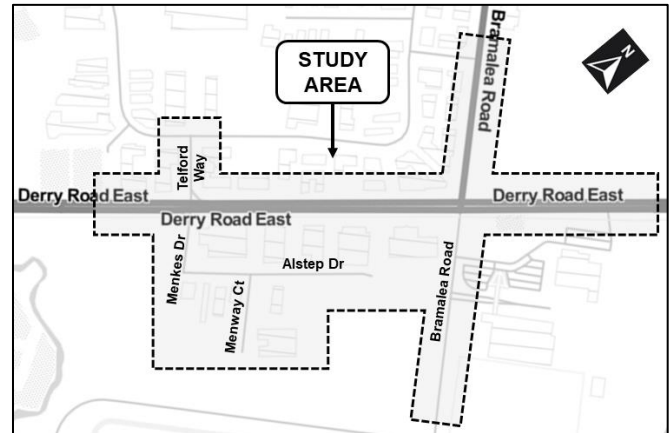 Bramalea Road
N
STUDY
AREA
Telford
Way
Derry Road East
Derry Road East
Derry Road East
Menkes Dr
Alstep Dr
Menway Ct
Bramalea Road